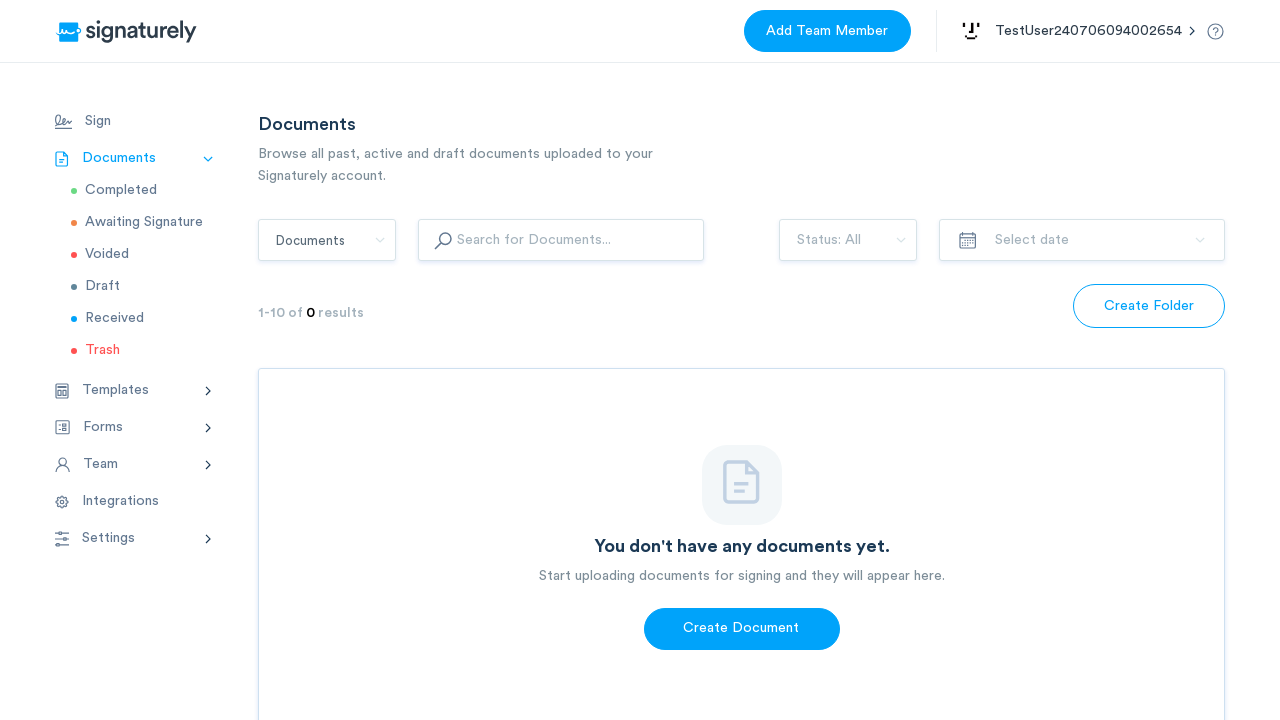 signaturely
Add Team Member
TestUser240706094002654
Sign
Documents
Completed
Awaiting Signature
Voided
Draft
Received
Trash
Templates
Forms
Team
Integrations
Settings
Documents
Browse all past, active and draft documents uploaded to your
Signaturely account.
Documents
Search for Documents...
Status: All
Select date
1-10 of 0 results
Create Folder
You don't have any documents yet.
Start uploading documents for signing and they will appear here.
Create Document